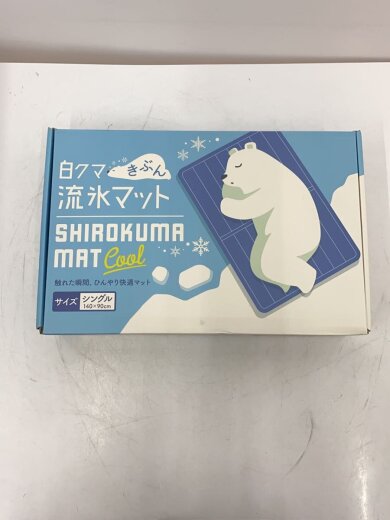 白クマきぶん
流氷マット
SHIROKUMA
MAT Cool
触れた瞬間、ひんやり快適マット
サイズ シングル
140×90cm